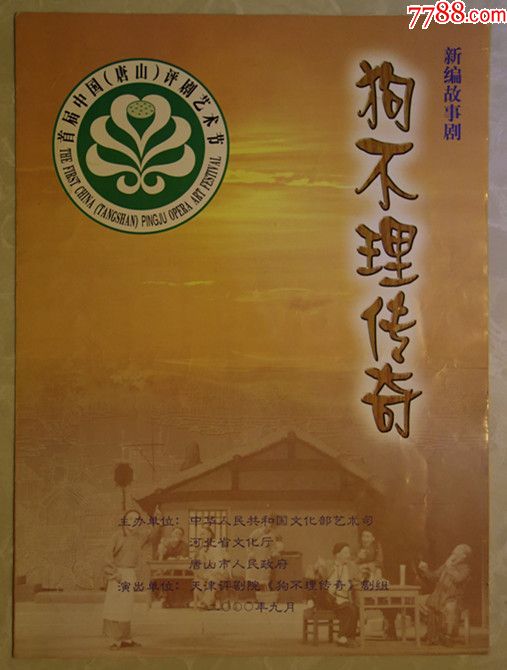 7788.com
首届中国(唐山)评剧艺术节
THE FIRST CHINA (TANGSHAN) PINGJU OPERA ART FESTIVAL
新编故事剧
狗不理传奇
主办单位：中华人民共和国文化部艺术司
河北省文化厅
唐山市人民政府
演出单位：天津评剧院《狗不理传奇》剧组
二〇〇〇年九月